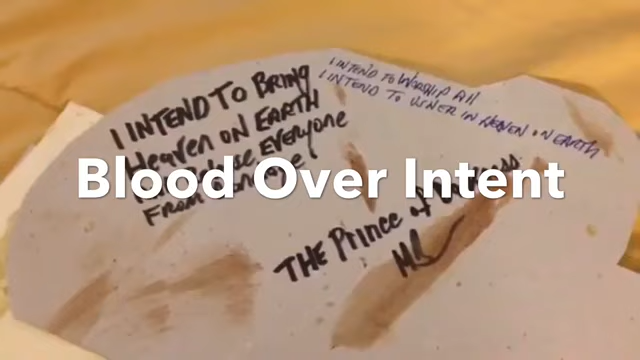 I INTEND TO BRING
Heaven ON EARTH
EVERYONE
FROM
I INTEND TO WORSHIP All
I INTEND TO USHER IN HEAVEN ON EARTH
Blood Over Intent
THE Prince of